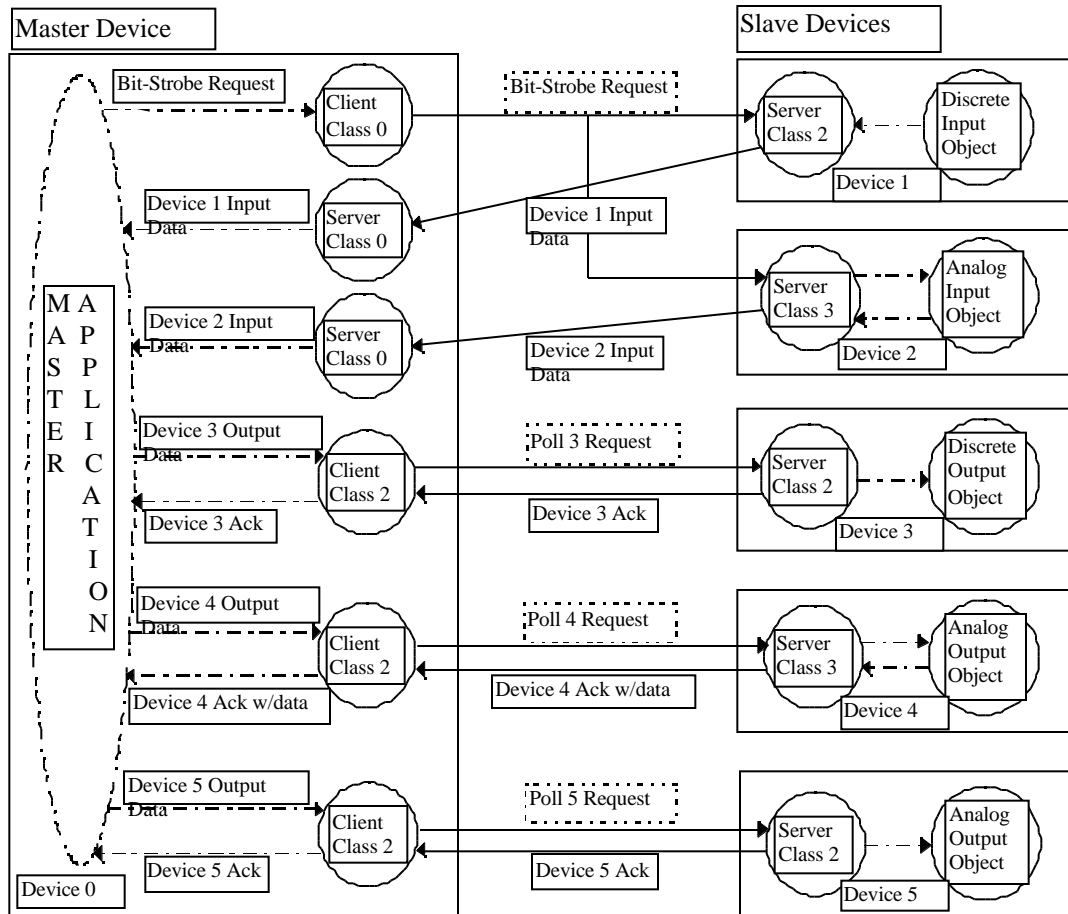 Master Device
Slave Devices
Bit-Strobe Request
Client
Class 0
Bit-Strobe Request
Server
Class 2
Discrete
Input
Object
Device 1
Device 1 Input
Data
Server
Class 0
Device 1 Input
Data
Server
Class 3
Analog
Input
Object
Device 2
Device 2 Input
Data
Server
Class 0
Device 2 Input
Data
MASTER
APPLICATION
Device 3 Output
Data
Client
Class 2
Device 3 Ack
Poll 3 Request
Device 3 Ack
Server
Class 2
Discrete
Output
Object
Device 3
Device 4 Output
Data
Client
Class 2
Device 4 Ack w/data
Poll 4 Request
Device 4 Ack w/data
Server
Class 3
Analog
Output
Object
Device 4
Device 5 Output
Data
Client
Class 2
Device 5 Ack
Poll 5 Request
Device 5 Ack
Server
Class 2
Analog
Output
Object
Device 5
Device 0